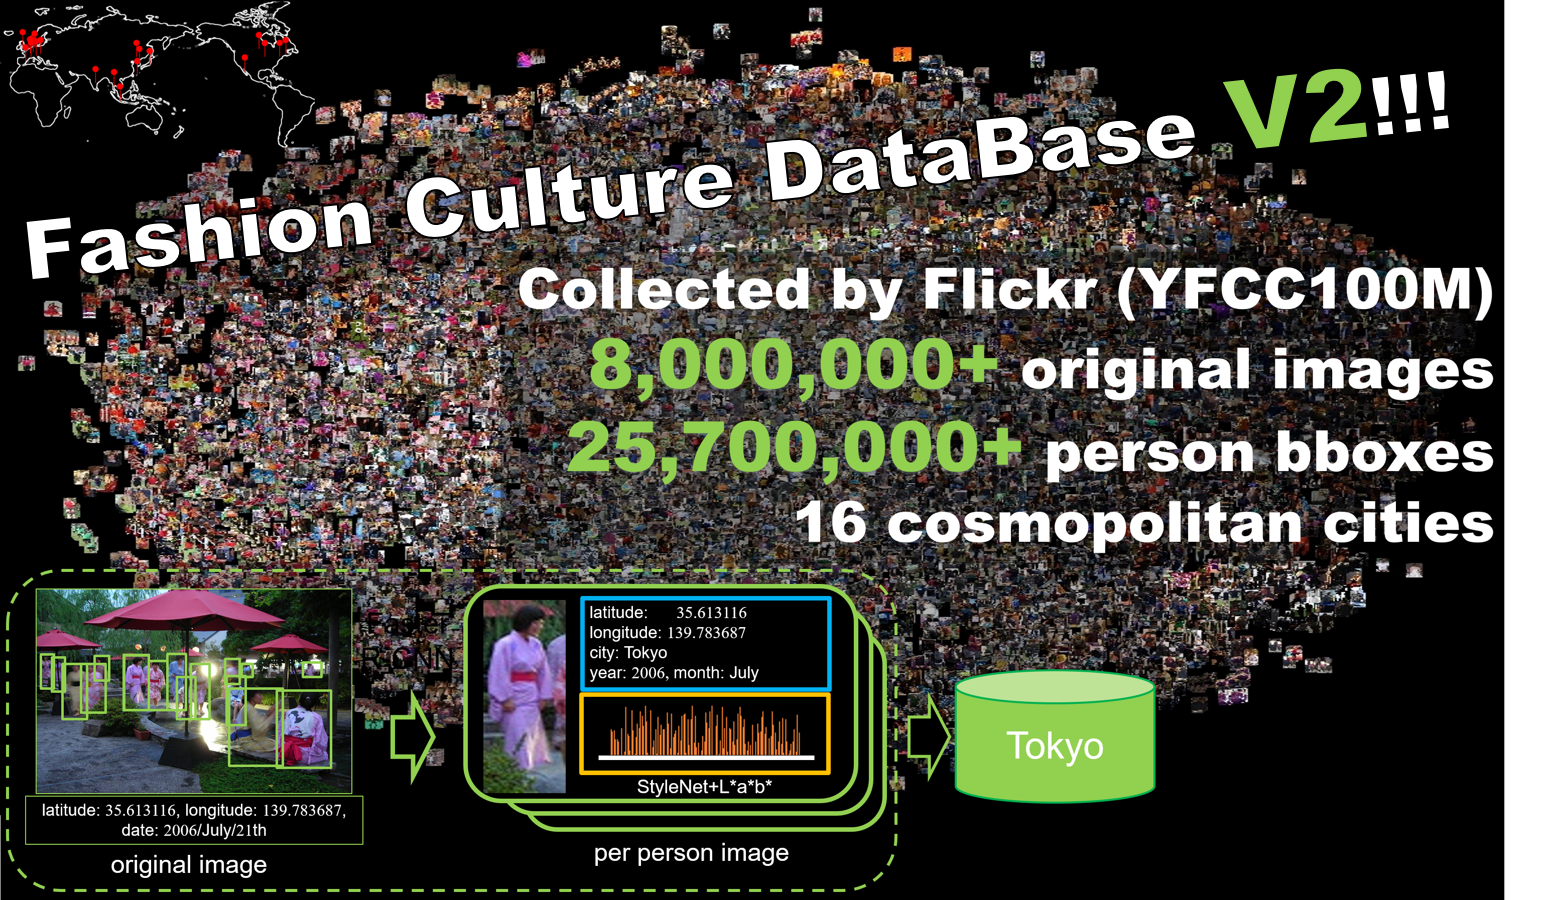 Fashion Culture DataBase V2!!!
Collected by Flickr (YFCC100M)
8,000,000+ original images
25,700,000+ person bboxes
16 cosmopolitan cities
latitude: 35.613116, longitude: 139.783687,
date: 2006/July/21th
original image
latitude: 35.613116
longitude: 139.783687
city: Tokyo
year: 2006, month: July
StyleNet+L*a*b*
per person image
Tokyo